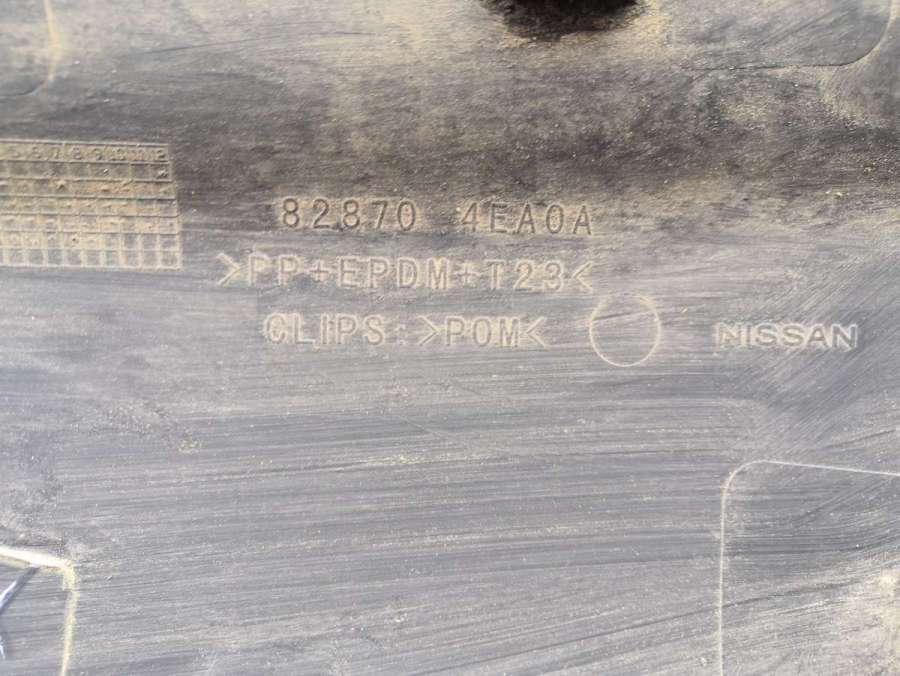 82870 4EA0A
>PP+EPDM+T23<
CLIPS:>POM<
NISSAN